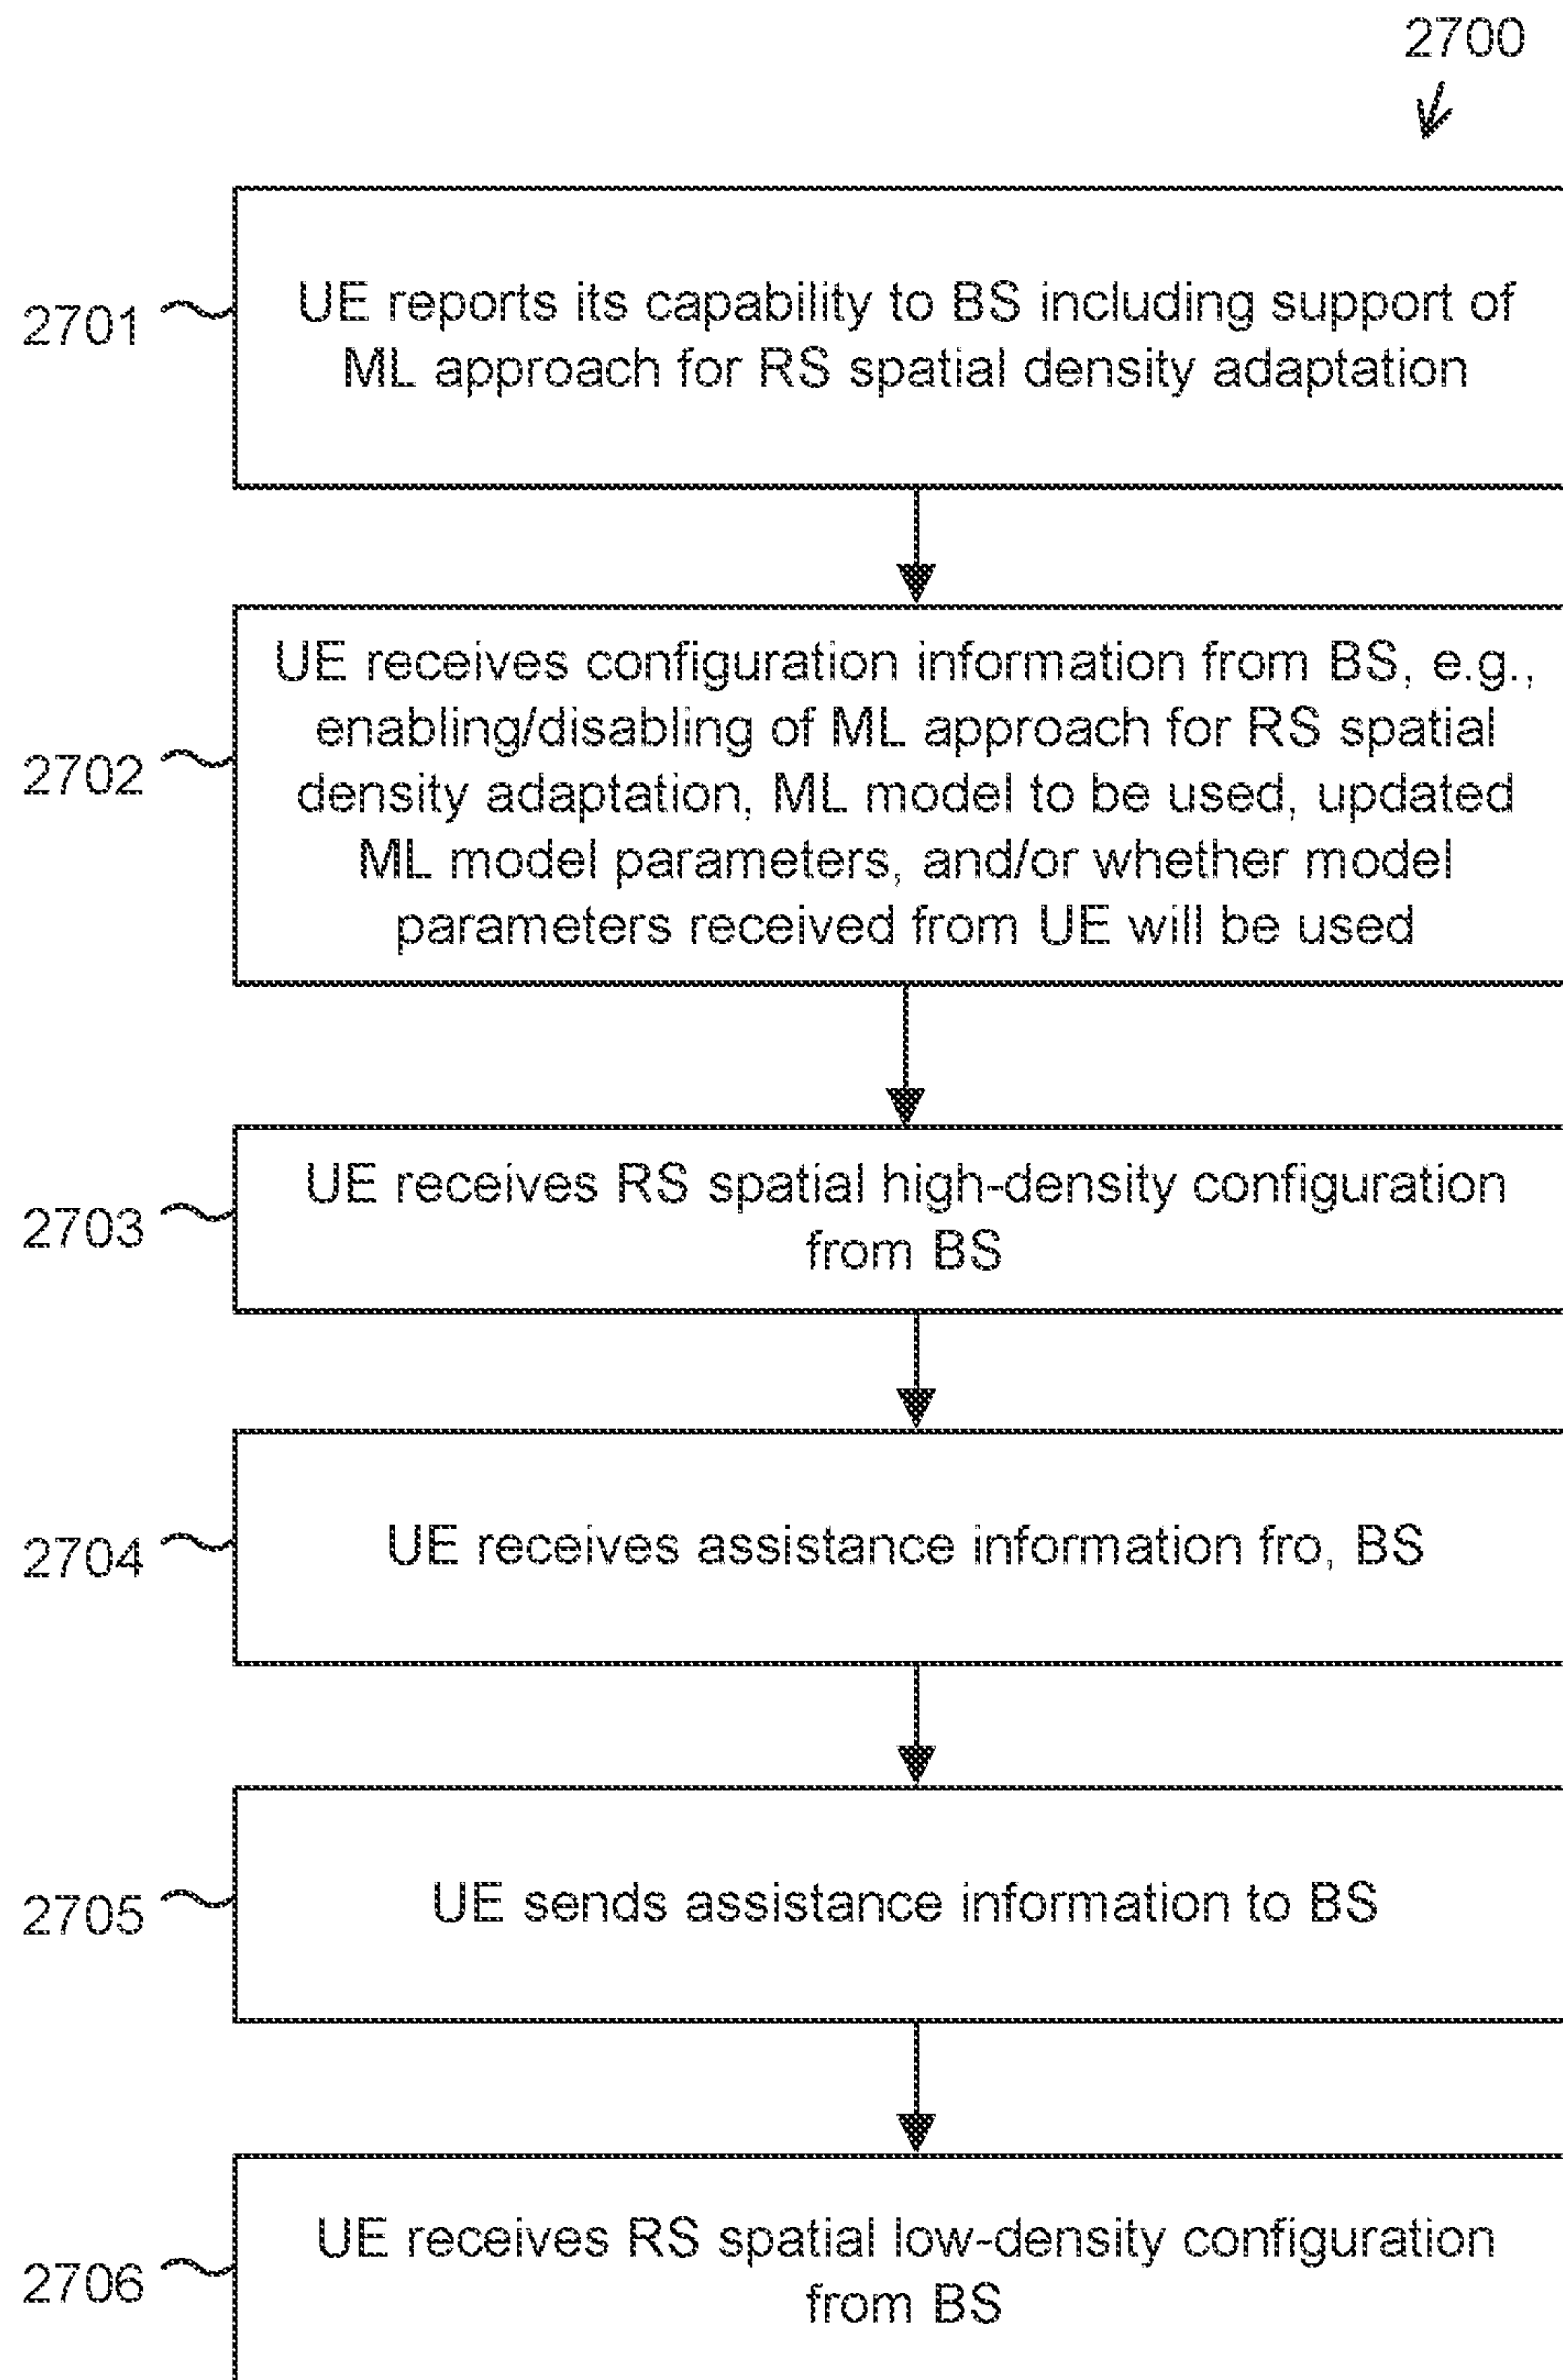 2700
2701
UE reports its capability to BS including support of
ML approach for RS spatial density adaptation
2702
UE receives configuration information from BS, e.g.,
enabling/disabling of ML approach for RS spatial
density adaptation, ML model to be used, updated
ML model parameters, and/or whether model
parameters received from UE will be used
2703
UE receives RS spatial high-density configuration
from BS
2704
UE receives assistance information fro, BS
2705
UE sends assistance information to BS
2706
UE receives RS spatial low-density configuration
from BS